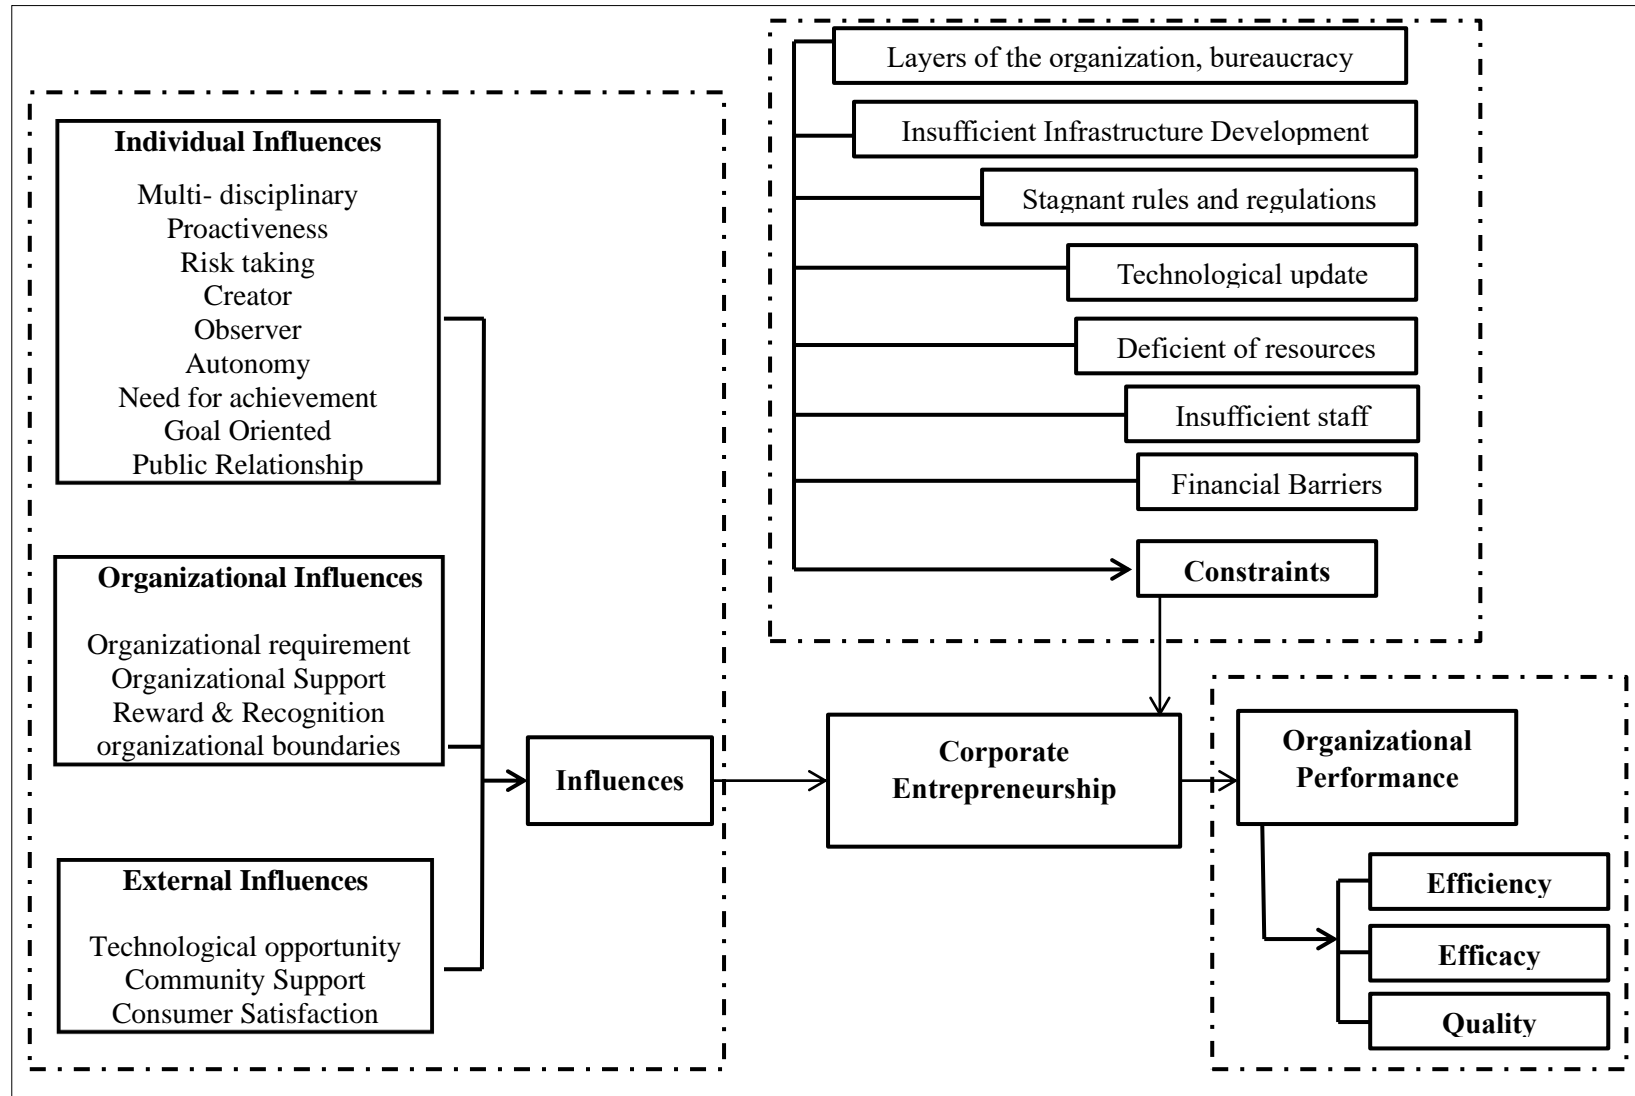 Individual Influences
Multi- disciplinary
Proactiveness
Risk taking
Creator
Observer
Autonomy
Need for achievement
Goal Oriented
Public Relationship
Organizational Influences
Organizational requirement
Organizational Support
Reward & Recognition
organizational boundaries
External Influences
Technological opportunity
Community Support
Consumer Satisfaction
Influences
Layers of the organization, bureaucracy
Insufficient Infrastructure Development
Stagnant rules and regulations
Technological update
Deficient of resources
Insufficient staff
Financial Barriers
Constraints
Corporate
Entrepreneurship
Organizational
Performance
Efficiency
Efficacy
Quality